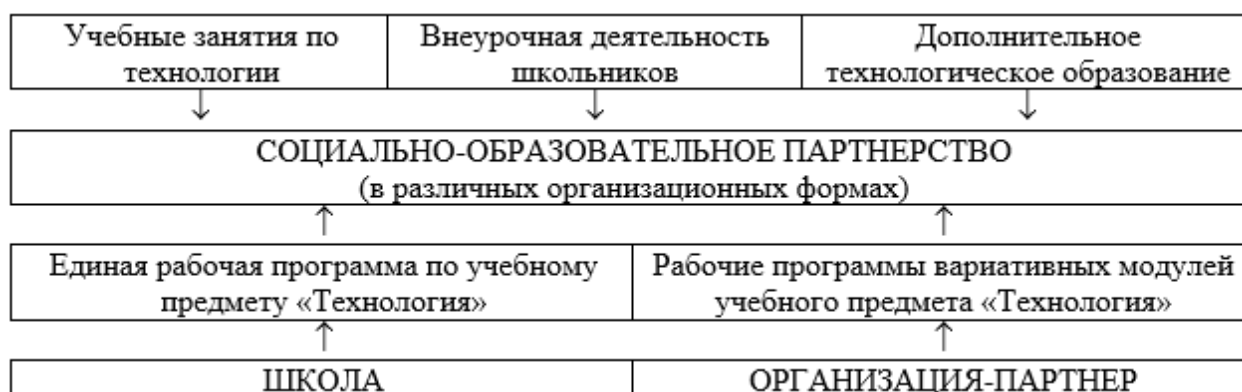 Учебные занятия по
технологии
Внеурочная деятельность
школьников
Дополнительное
технологическое образование
СОЦИАЛЬНО-ОБРАЗОВАТЕЛЬНОЕ ПАРТНЕРСТВО
(в различных организационных формах)
Единая рабочая программа по учебному
предмету «Технология»
Рабочие программы вариативных модулей
учебного предмета «Технология»
ШКОЛА
ОРГАНИЗАЦИЯ-ПАРТНЕР